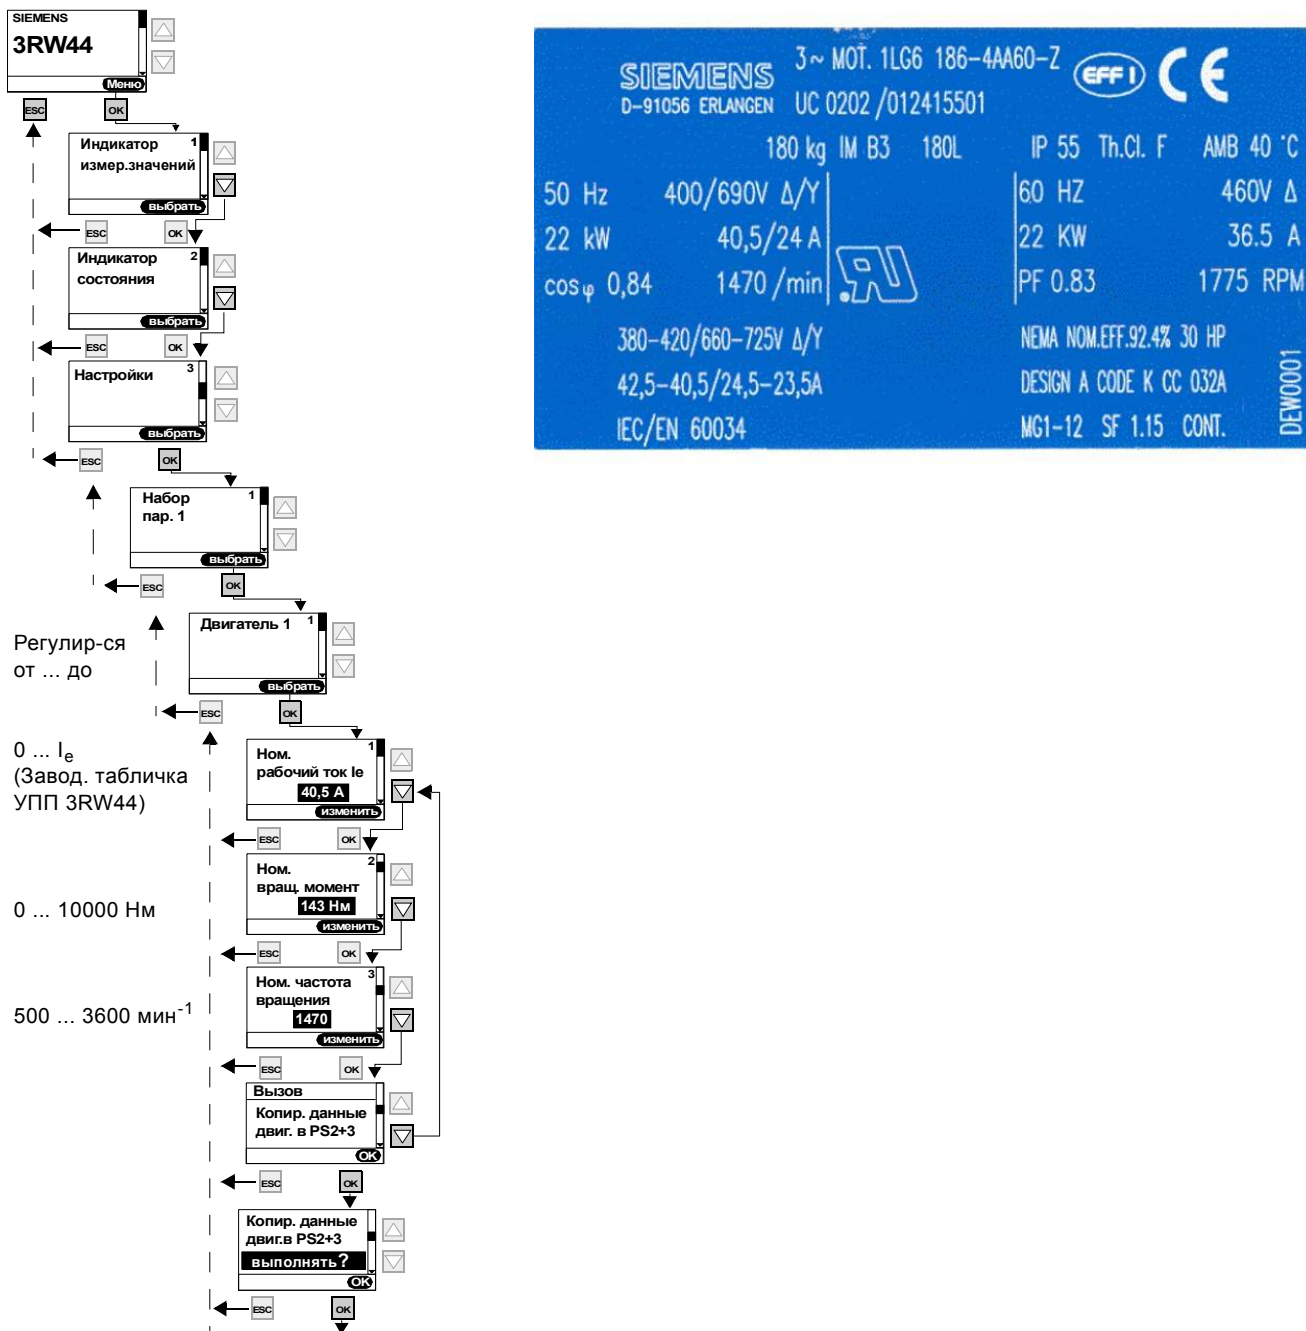 SIEMENS
3RW44
Меню
ESC
OK
Индикатор 1
измер.значений
выбрать
ESC
OK
Индикатор 2
состояния
выбрать
ESC
OK
Настройки 3
выбрать
ESC
OK
Набор 1
пар. 1
выбрать
ESC
OK
Двигатель 1 1
выбрать
ESC
OK
Регулир-ся
от ... до
0 ... Ie
(Завод. табличка
УПП 3RW44)
1
Ном.
рабочий ток Ie
40,5 A
изменить
ESC
OK
2
Ном.
вращ. момент
143 Нм
изменить
0 ... 10000 Нм
ESC
OK
3
Ном. частота
вращения
1470
изменить
500 ... 3600 мин-1
ESC
OK
Вызов
Копир. данные
двиг. в PS2+3
OK
ESC
OK
Копир. данные
двиг.в PS2+3
выполнять?
OK
ESC
OK
SIEMENS
D-91056 ERLANGEN
3~ MOT. 1LG6 186-4AA60-Z
UC 0202 /012415501
EFF 1
CE
180 kg IM B3 180L IP 55 Th.Cl. F AMB 40 °C
50 Hz 400/690V Δ/Y
22 kW 40,5/24 A
cosφ 0,84 1470 /min
380-420/660-725V Δ/Y
42,5-40,5/24,5-23,5A
IEC/EN 60034
60 HZ 460V Δ
22 KW 36.5 A
PF 0.83 1775 RPM
NEMA NOM.EFF.92.4% 30 HP
DESIGN A CODE K CC 032A
MG1-12 SF 1.15 CONT.
DEW0001